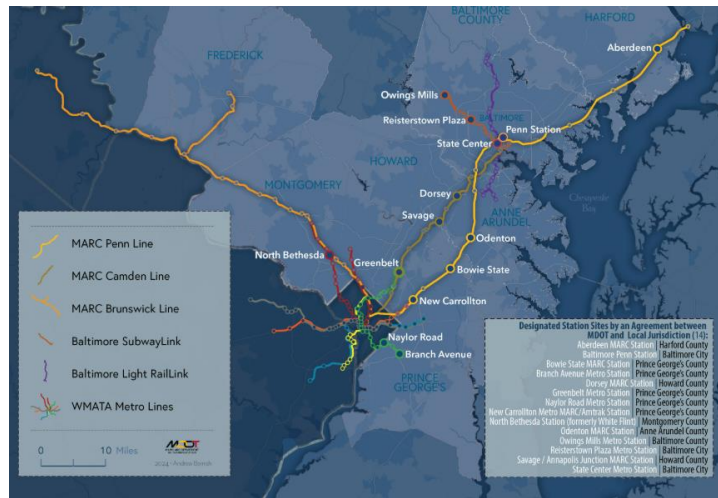 BALTIMORE
COUNTY
HARFORD
Aberdeen
FREDERICK
Owings Mills
BALTIMORE
Reisterstown Plaza
Penn Station
State Center
HOWARD
MONTGOMERY
Dorsey
Chesapeake
Bay
ANNE
ARUNDEL
Savage
Odenton
North Bethesda
Greenbelt
Bowie State
New Carrollton
Naylor Road
Branch Avenue
PRINCE
GEORGE'S
MARC Penn Line
MARC Camden Line
MARC Brunswick Line
Baltimore SubwayLink
Baltimore Light RailLink
WMATA Metro Lines
0 10 Miles
MDOT
Designated Station Sites by an Agreement between
MDOT and Local Jurisdiction (14):
Aberdeen MARC Station | Harford County
Baltimore Penn Station | Baltimore City
Bowie State MARC Station | Prince George's County
Branch Avenue Metro Station | Prince George's County
Dorsey MARC Station | Howard County
Greenbelt Metro Station | Prince George's County
Naylor Road Metro Station | Prince George's County
New Carrollton Metro MARC/Amtrak Station | Prince George's County
North Bethesda Station (formerly White Flint) | Montgomery County
Odenton MARC Station | Anne Arundel County
Owings Mills Metro Station | Baltimore County
Reisterstown Plaza Metro Station | Baltimore City
Savage / Annapolis Junction MARC Station | Howard County
State Center Metro Station | Baltimore City